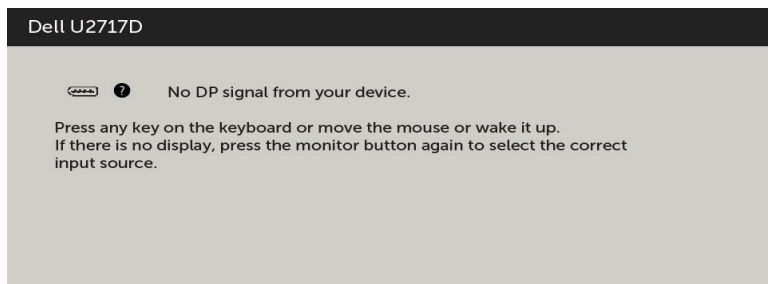 Dell U2717D
No DP signal from your device.
Press any key on the keyboard or move the mouse or wake it up.
If there is no display, press the monitor button again to select the correct
input source.